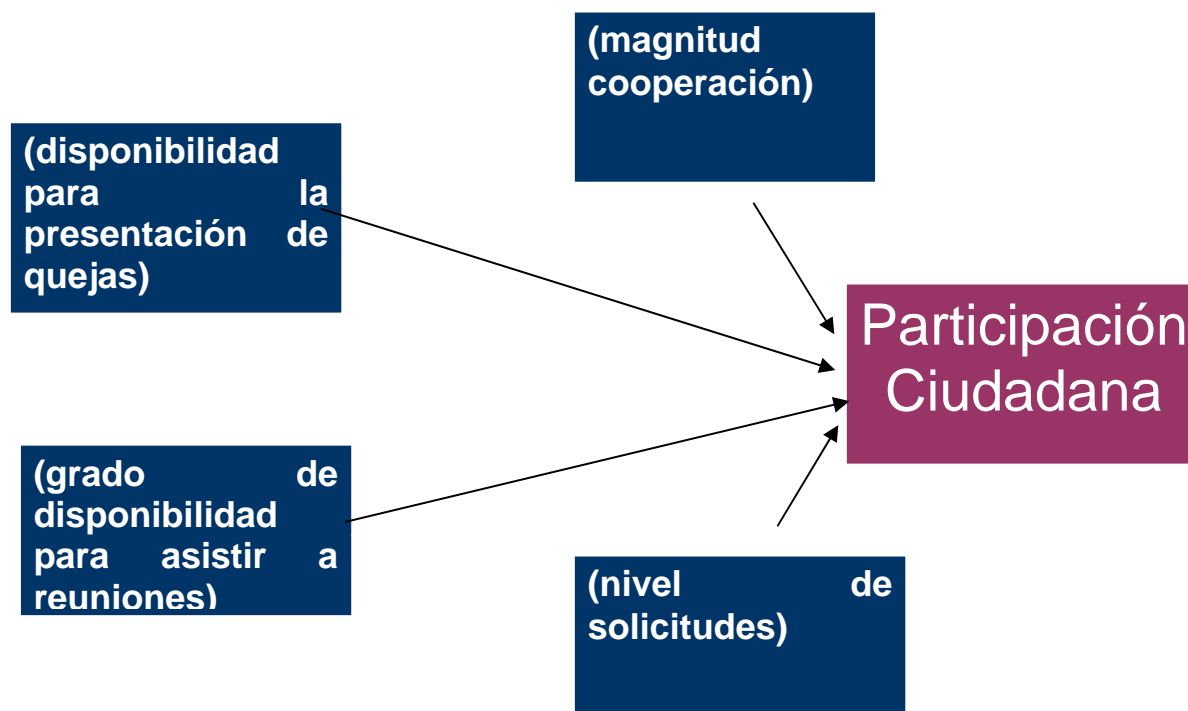 (magnitud
cooperación)
(disponibilidad
para la
presentación de
quejas)
Participación
Ciudadana
(grado de
disponibilidad
para asistir a
reuniones)
(nivel de
solicitudes)